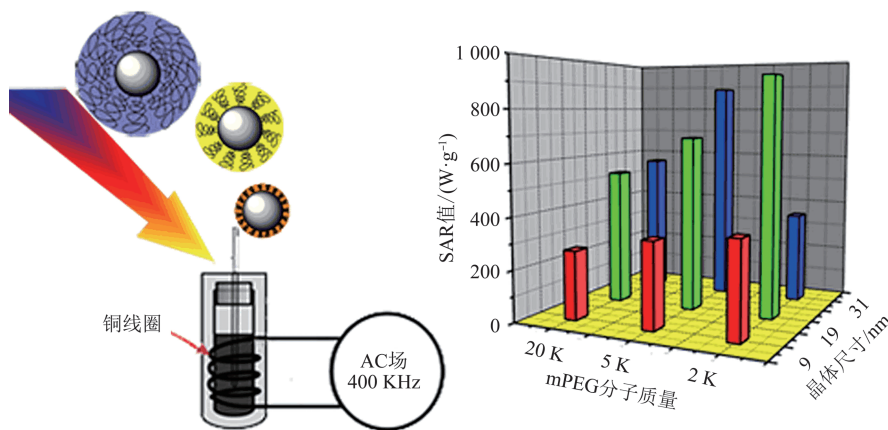 铜线圈
AC场
400 KHz
SAR值/(W·g⁻¹)
1 000
800
600
400
200
0
20 K
5 K
2 K
mPEG分子质量
9
19
31
晶体尺寸/nm